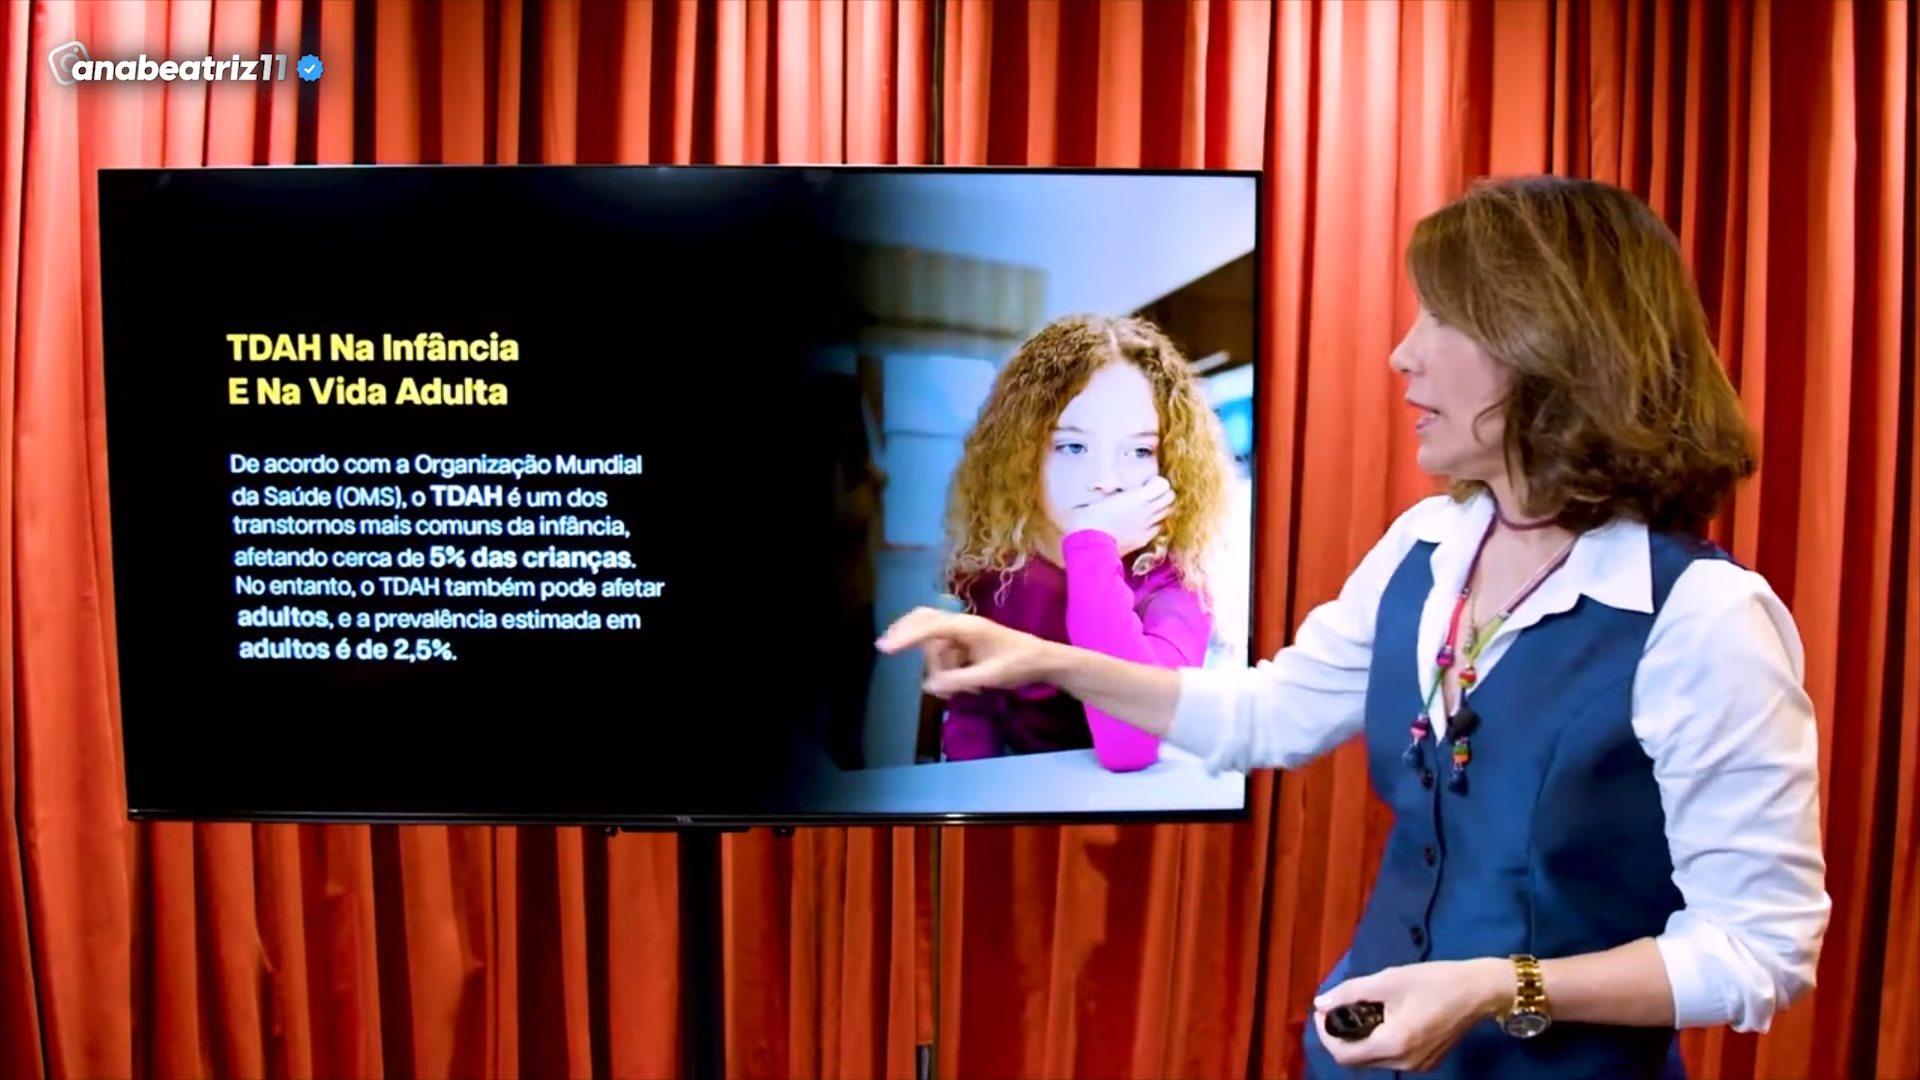 anabeatriz11
TDAH Na Infância
E Na Vida Adulta
De acordo com a Organização Mundial
da Saúde (OMS), o TDAH é um dos
transtornos mais comuns da infância,
afetando cerca de 5% das crianças.
No entanto, o TDAH também pode afetar
adultos, e a prevalência estimada em
adultos é de 2,5%.
TCL